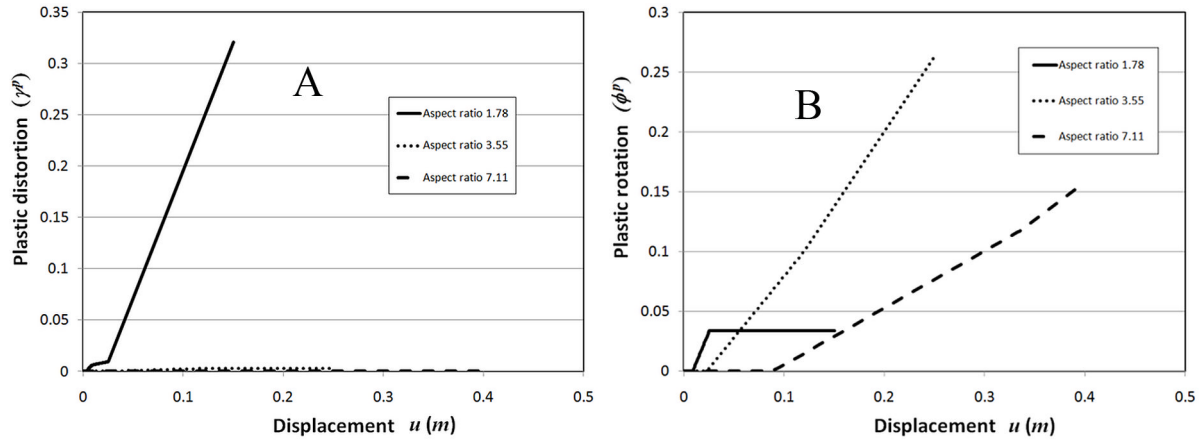 0.35
0.3
0.25
0.2
0.15
0.1
0.05
0
Plastic distortion (γᵖ)
A
Aspect ratio 1.78
Aspect ratio 3.55
Aspect ratio 7.11
0 0.1 0.2 0.3 0.4 0.5
Displacement u (m)
0.3
0.25
0.2
0.15
0.1
0.05
0
Plastic rotation (ϕᵖ)
B
Aspect ratio 1.78
Aspect ratio 3.55
Aspect ratio 7.11
0 0.1 0.2 0.3 0.4 0.5
Displacement u (m)